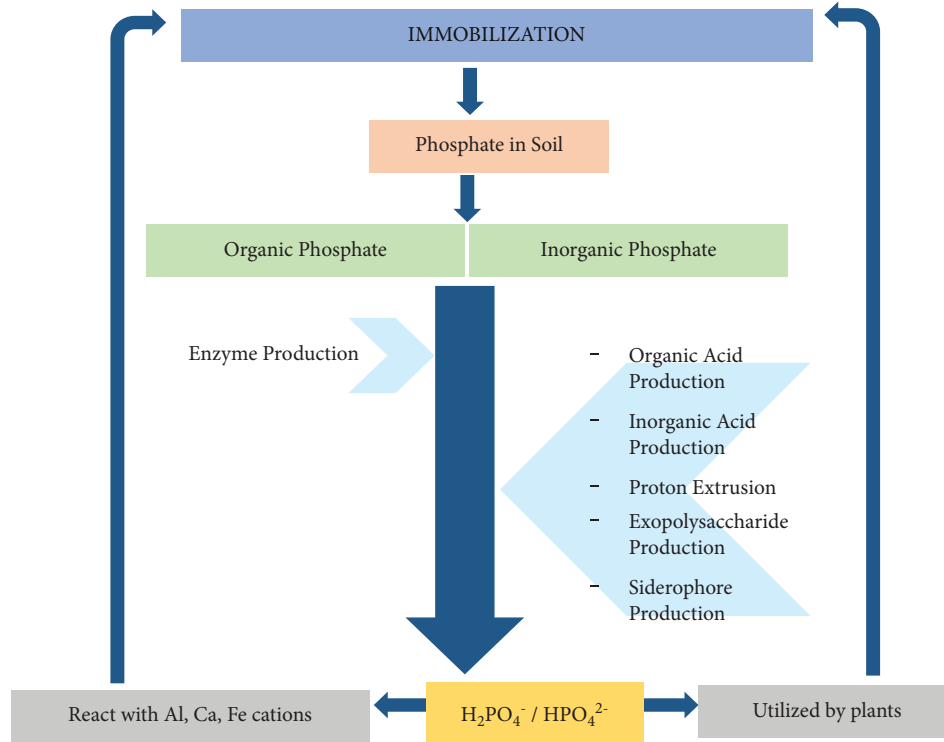 IMMOBILIZATION
Phosphate in Soil
Organic Phosphate
Inorganic Phosphate
Enzyme Production
– Organic Acid
Production
– Inorganic Acid
Production
– Proton Extrusion
– Exopolysaccharide
Production
– Siderophore
Production
React with Al, Ca, Fe cations
H₂PO₄⁻ / HPO₄²⁻
Utilized by plants